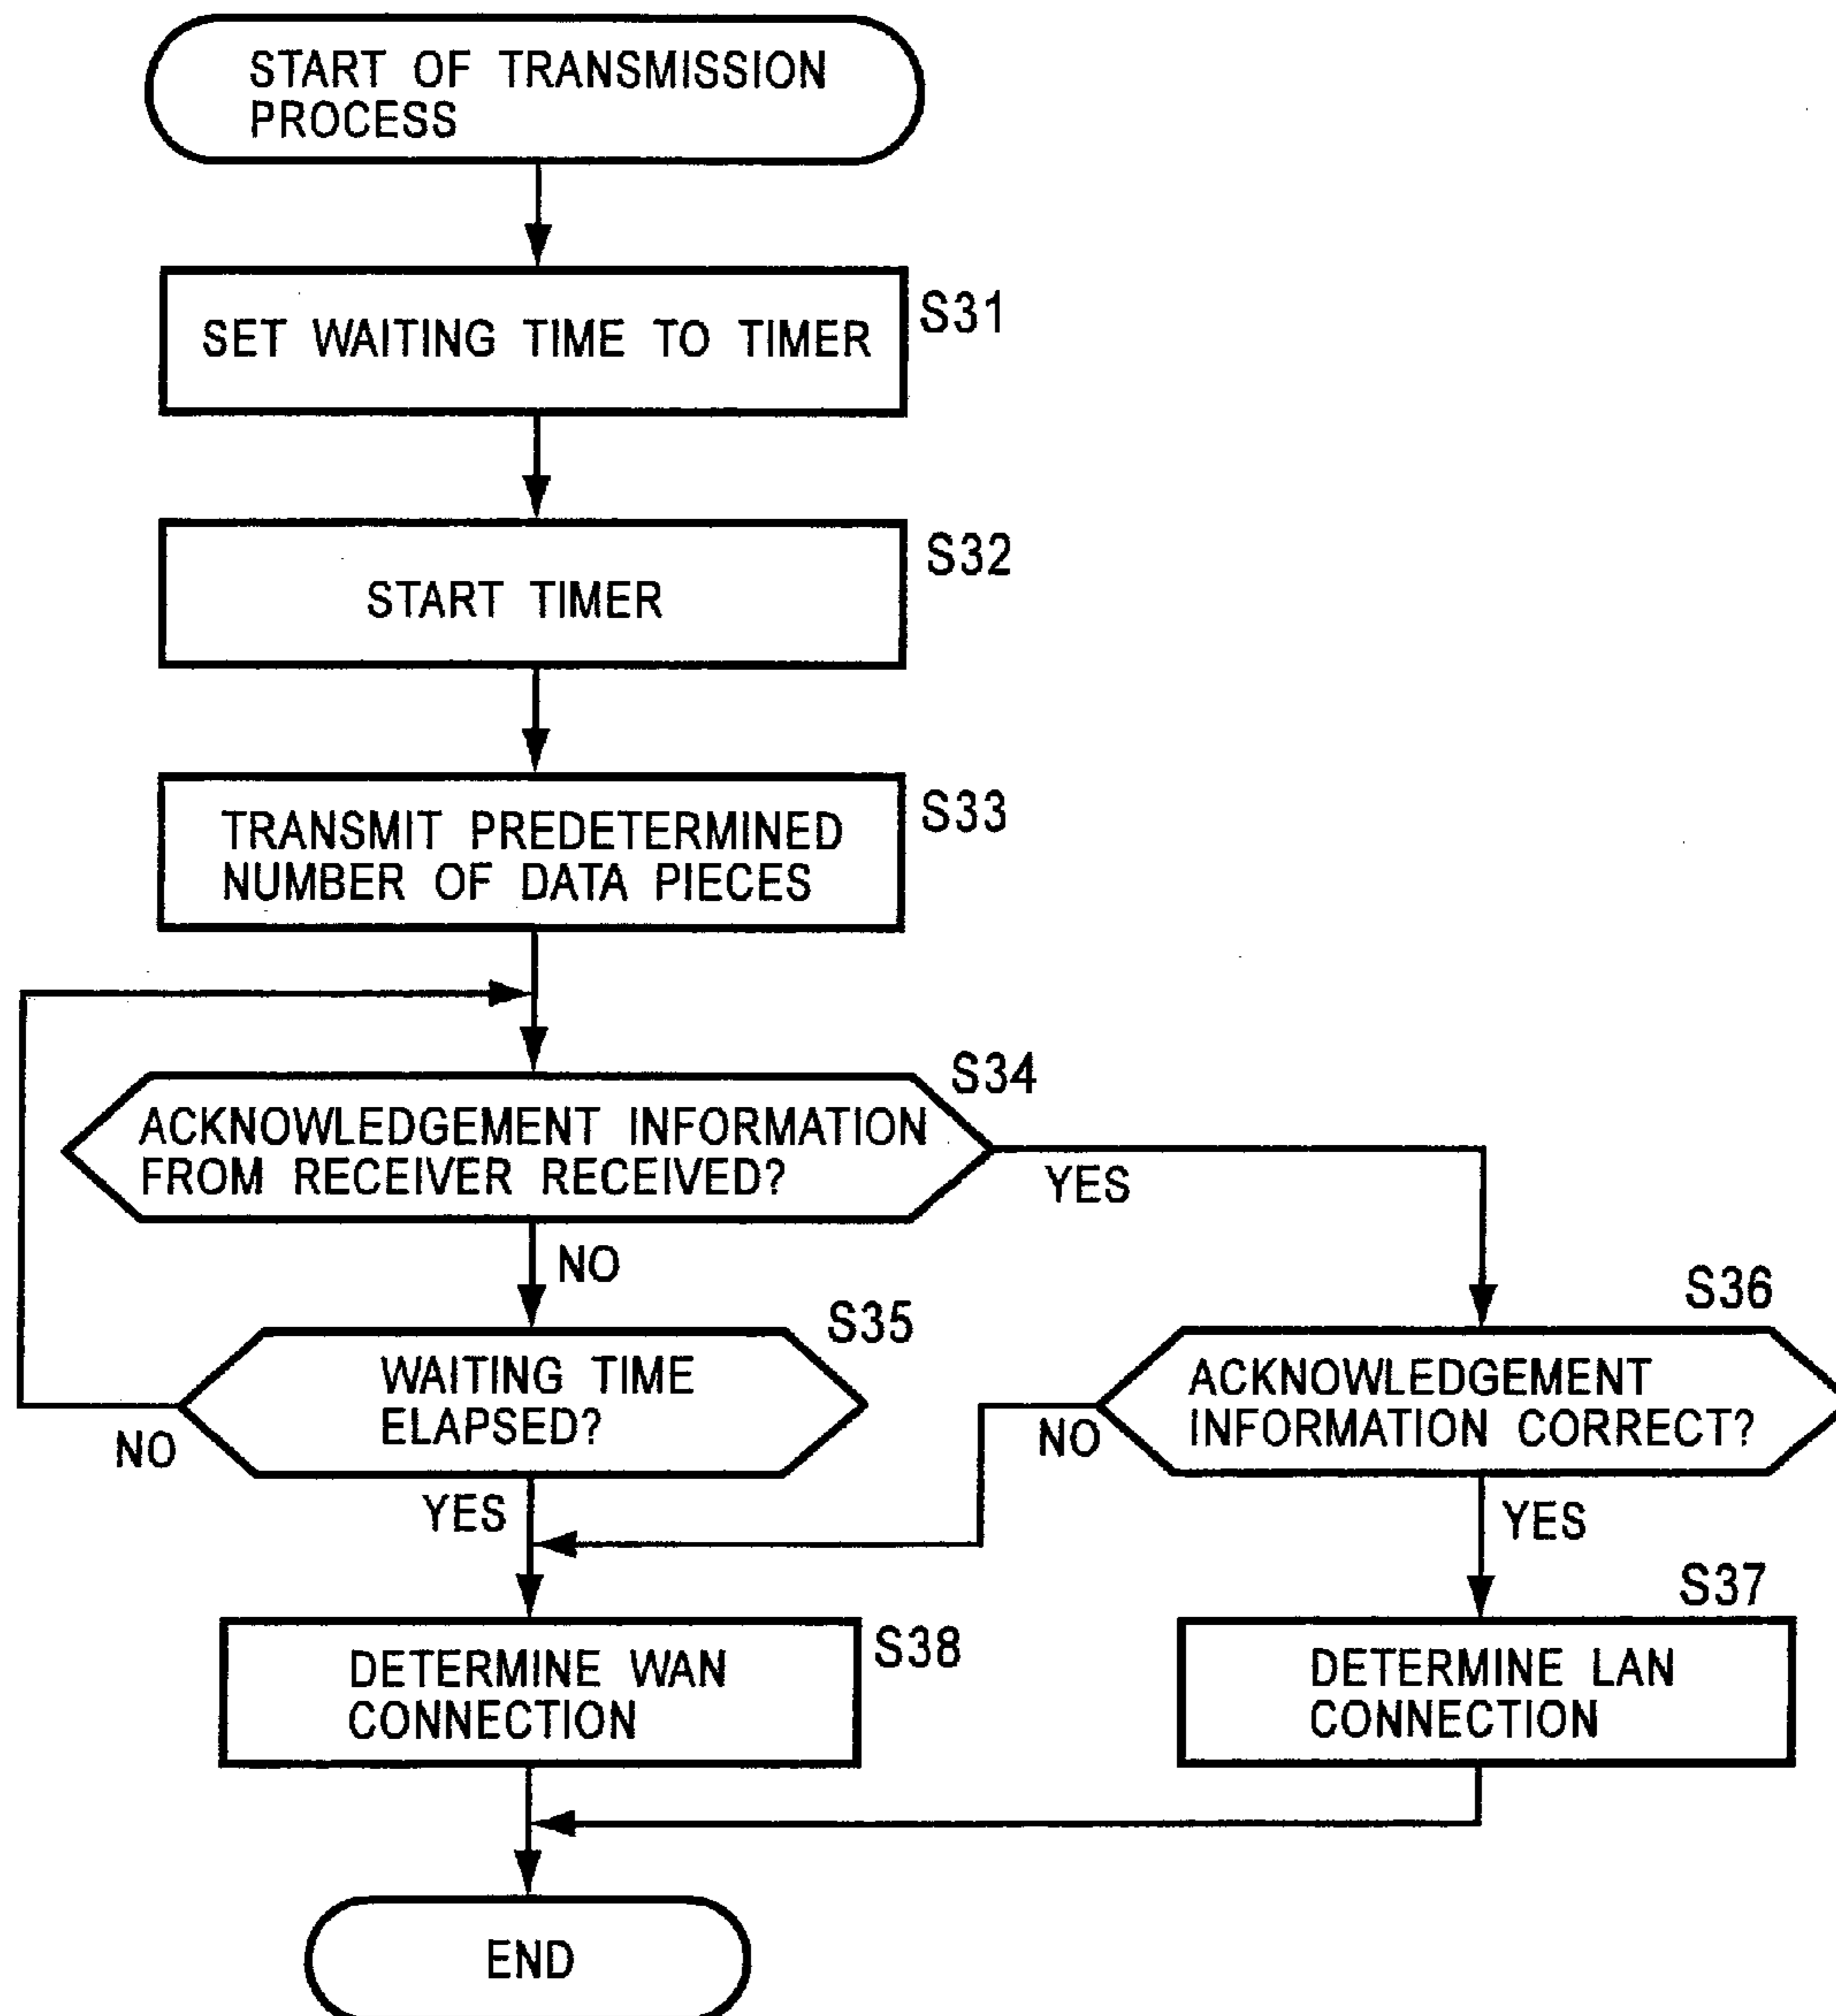 START OF TRANSMISSION
PROCESS
SET WAITING TIME TO TIMER
S31
START TIMER
S32
TRANSMIT PREDETERMINED
NUMBER OF DATA PIECES
S33
S34
ACKNOWLEDGEMENT INFORMATION
FROM RECEIVER RECEIVED?
YES
NO
S35
WAITING TIME
ELAPSED?
NO
YES
S36
ACKNOWLEDGEMENT
INFORMATION CORRECT?
NO
YES
S38
DETERMINE WAN
CONNECTION
S37
DETERMINE LAN
CONNECTION
END